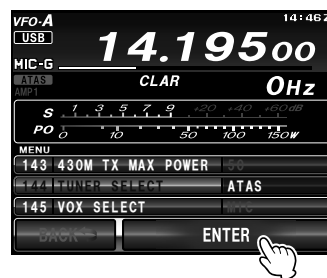 VFO-A
14:46
USB
14.19500
MIC-G
ATAS
AMP1
CLAR
0Hz
S 1 3 5 7 9 +20 +40 +60dB
PO 0 10 50 100 150W
MENU
143 430M TX MAX POWER 50
144 TUNER SELECT ATAS
145 VOX SELECT MIC
BACK
ENTER